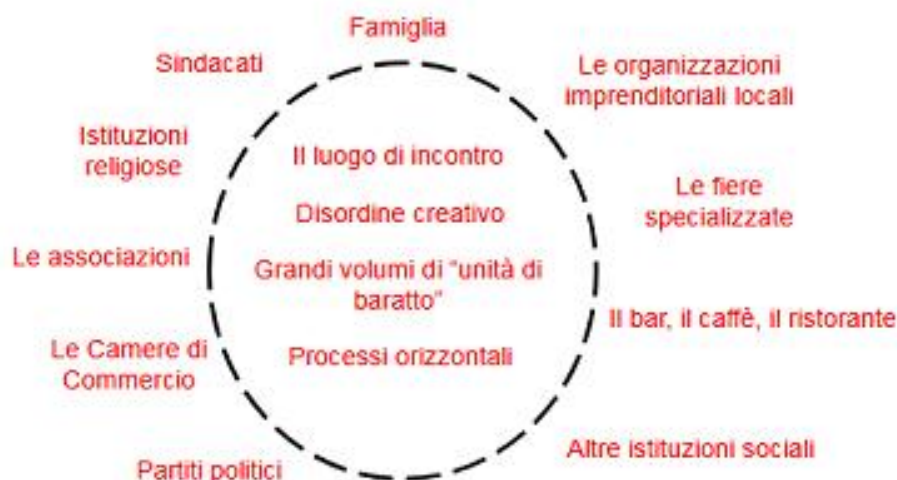 Famiglia
Sindacati
Le organizzazioni
imprenditoriali locali
Istituzioni
religiose
Il luogo di incontro
Le fiere
specializzate
Disordine creativo
Le associazioni
Grandi volumi di "unità di
baratto"
Il bar, il caffè, il ristorante
Le Camere di
Commercio
Processi orizzontali
Altre istituzioni sociali
Partiti politici